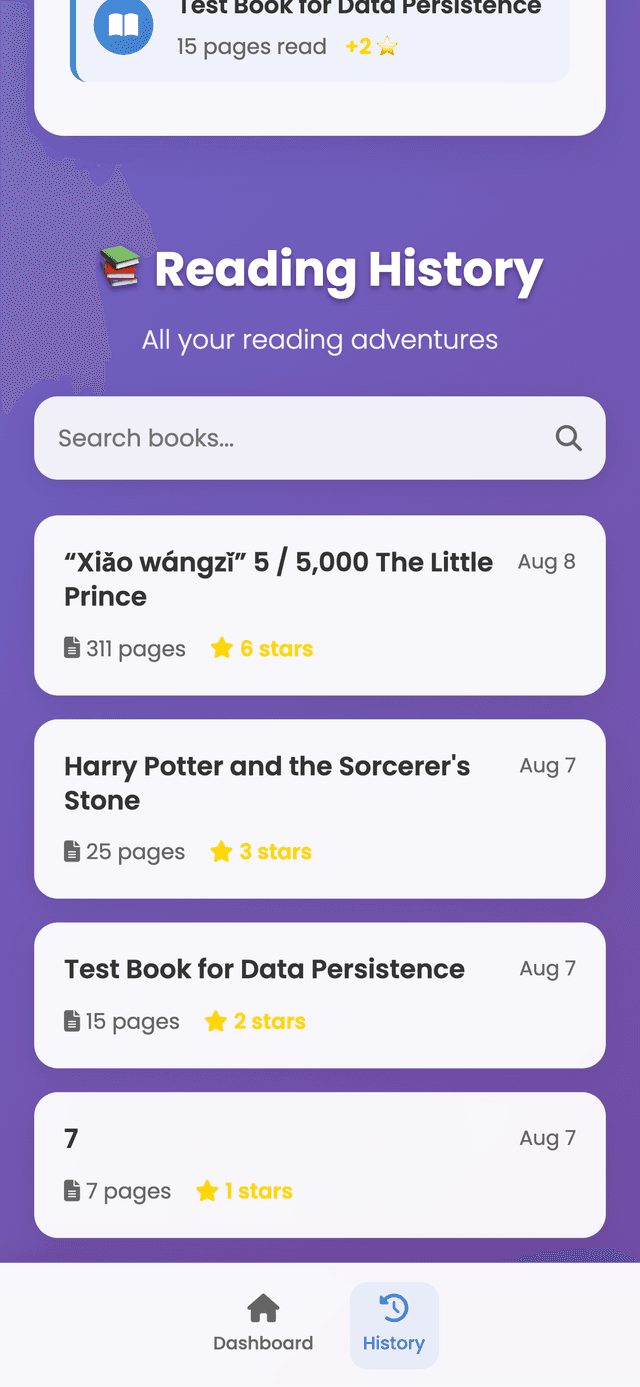 Test Book for Data Persistence
15 pages read +2
Reading History
All your reading adventures
Search books...
“Xiǎo wángzǐ” 5 / 5,000 The Little
Prince
Aug 8
311 pages 6 stars
Harry Potter and the Sorcerer's
Stone
Aug 7
25 pages 3 stars
Test Book for Data Persistence
Aug 7
15 pages 2 stars
7
Aug 7
7 pages 1 stars
Dashboard
History